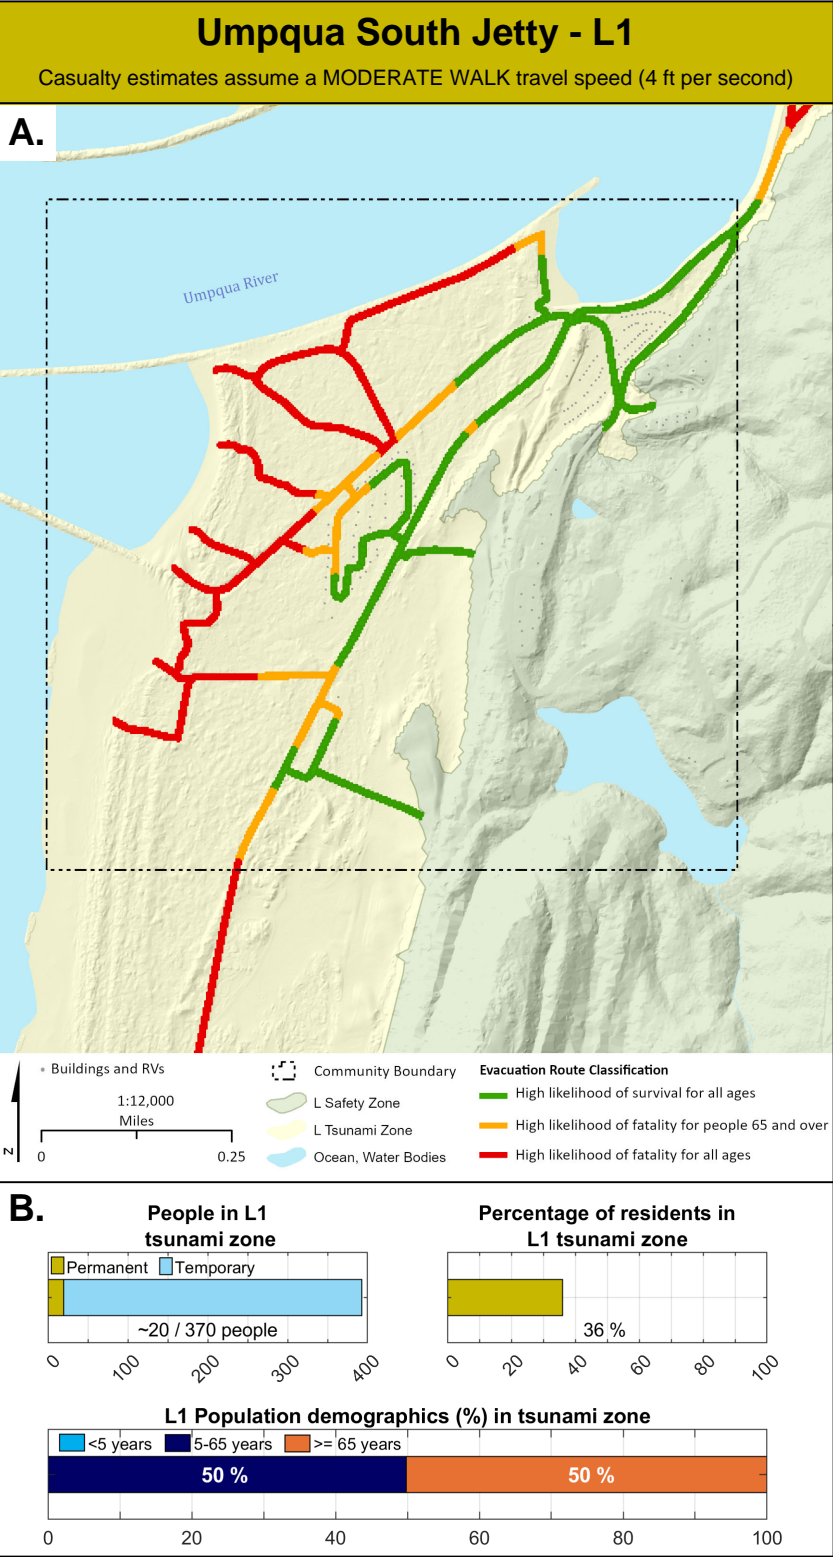 Umpqua South Jetty - L1
Casualty estimates assume a MODERATE WALK travel speed (4 ft per second)
A.
Umpqua River
Buildings and RVs
1:12,000
Miles
0 0.25
N
Community Boundary
L Safety Zone
L Tsunami Zone
Ocean, Water Bodies
Evacuation Route Classification
High likelihood of survival for all ages
High likelihood of fatality for people 65 and over
High likelihood of fatality for all ages
B.
People in L1
tsunami zone
Permanent Temporary
~20 / 370 people
0 100 200 300 400
Percentage of residents in
L1 tsunami zone
36 %
0 20 40 60 80 100
L1 Population demographics (%) in tsunami zone
<5 years 5-65 years >= 65 years
50 % 50 %
0 20 40 60 80 100